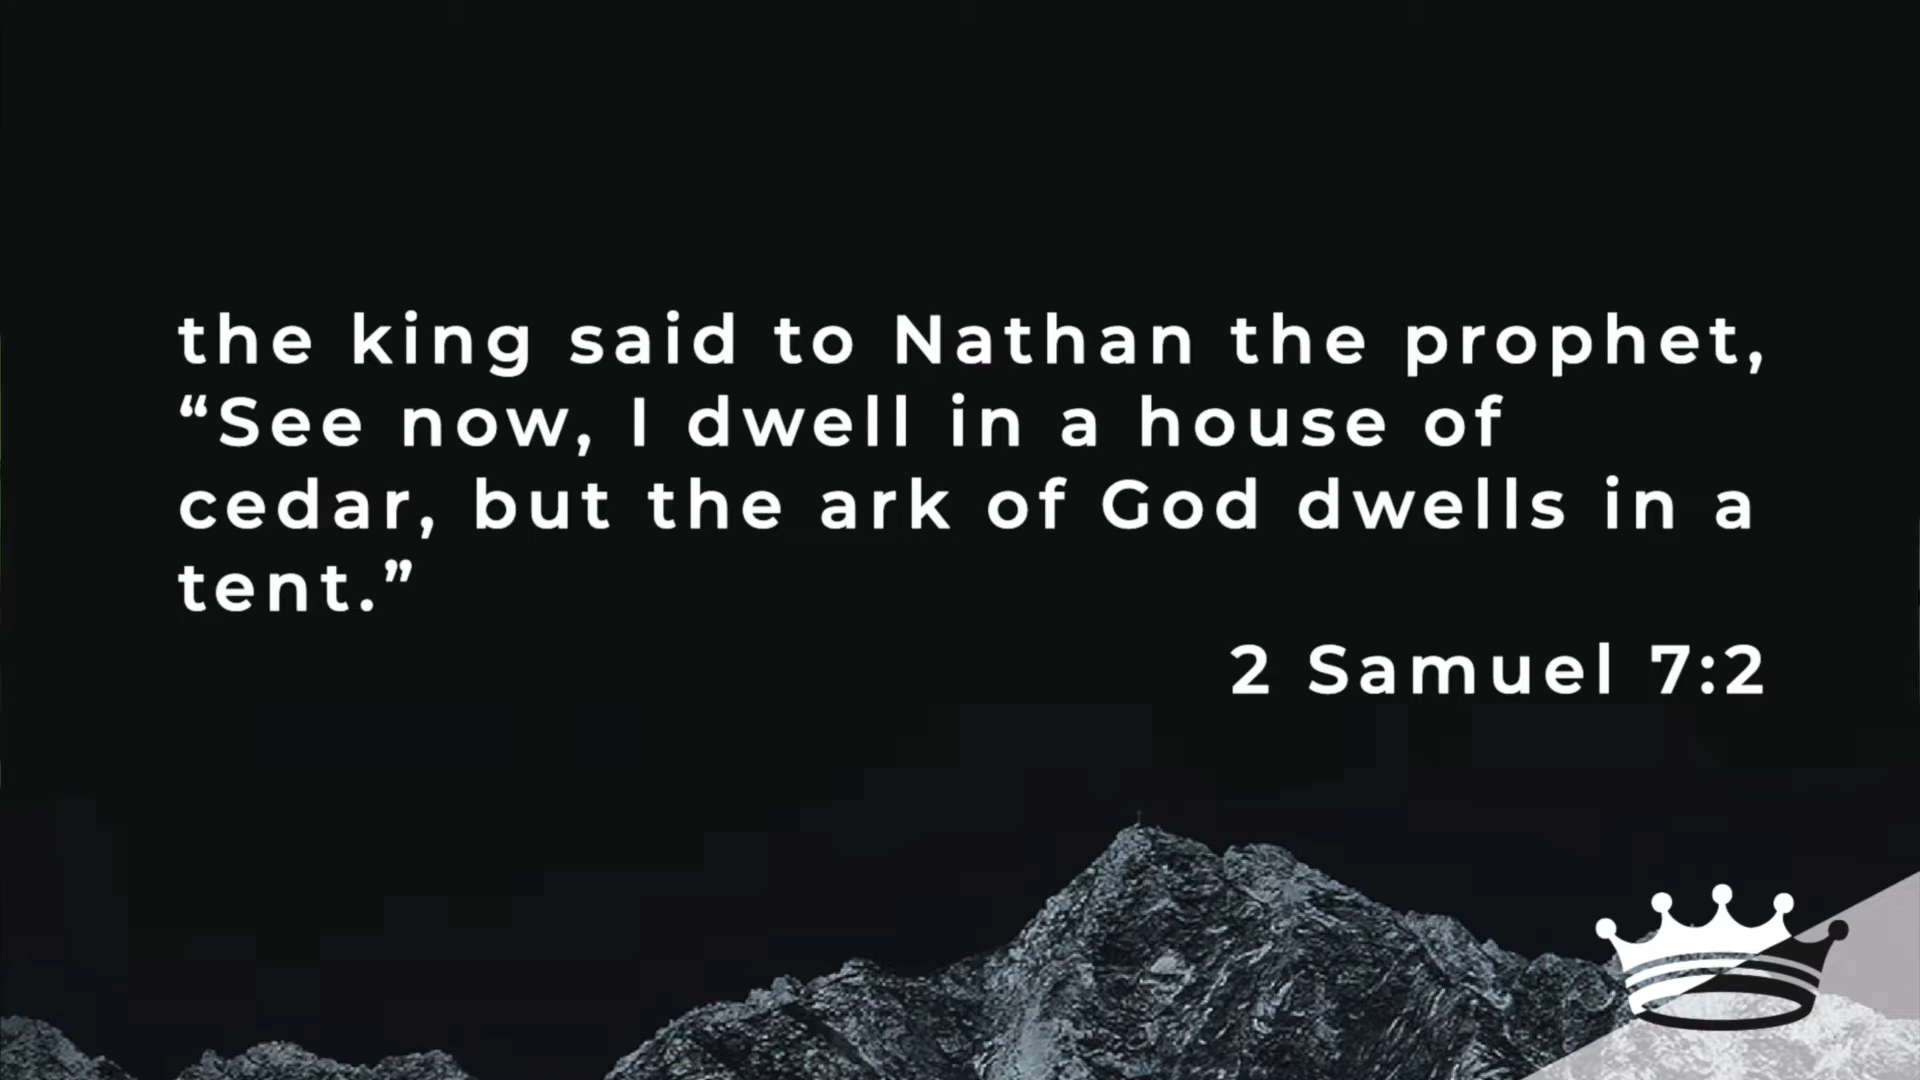 the king said to Nathan the prophet,
“See now, I dwell in a house of
cedar, but the ark of God dwells in a
tent.”
2 Samuel 7:2